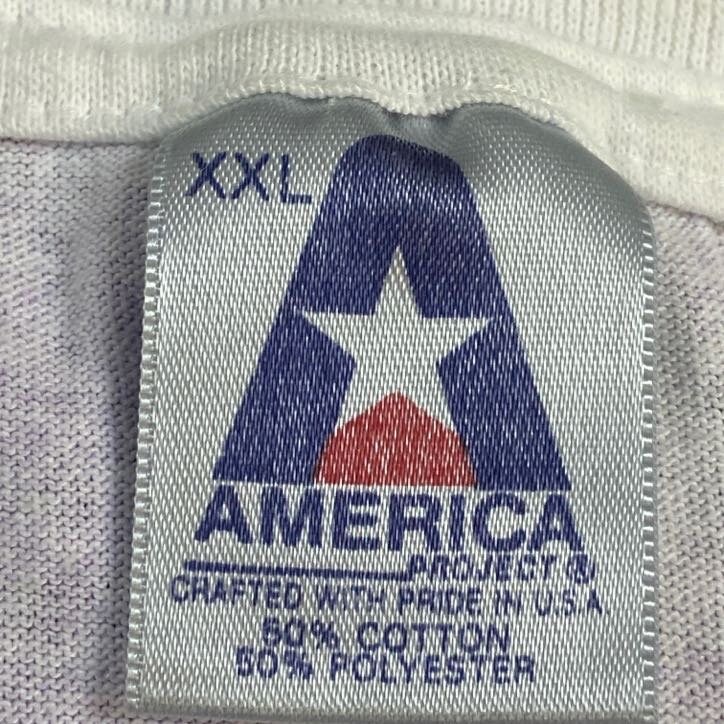 XXL
AMERICA
PROJECT ®
CRAFTED WITH PRIDE IN U.S.A.
50% COTTON
50% POLYESTER